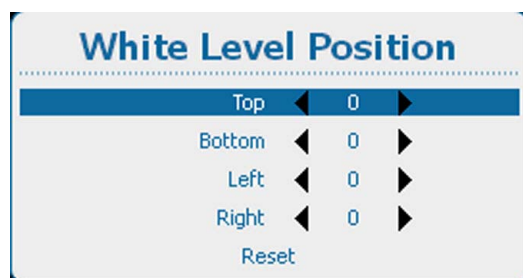 White Level Position
Top 0
Bottom 0
Left 0
Right 0
Reset